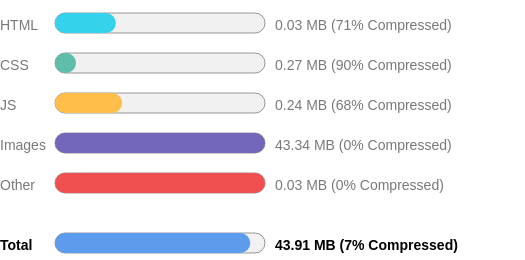 HTML 0.03 MB (71% Compressed)
CSS 0.27 MB (90% Compressed)
JS 0.24 MB (68% Compressed)
Images 43.34 MB (0% Compressed)
Other 0.03 MB (0% Compressed)
Total 43.91 MB (7% Compressed)